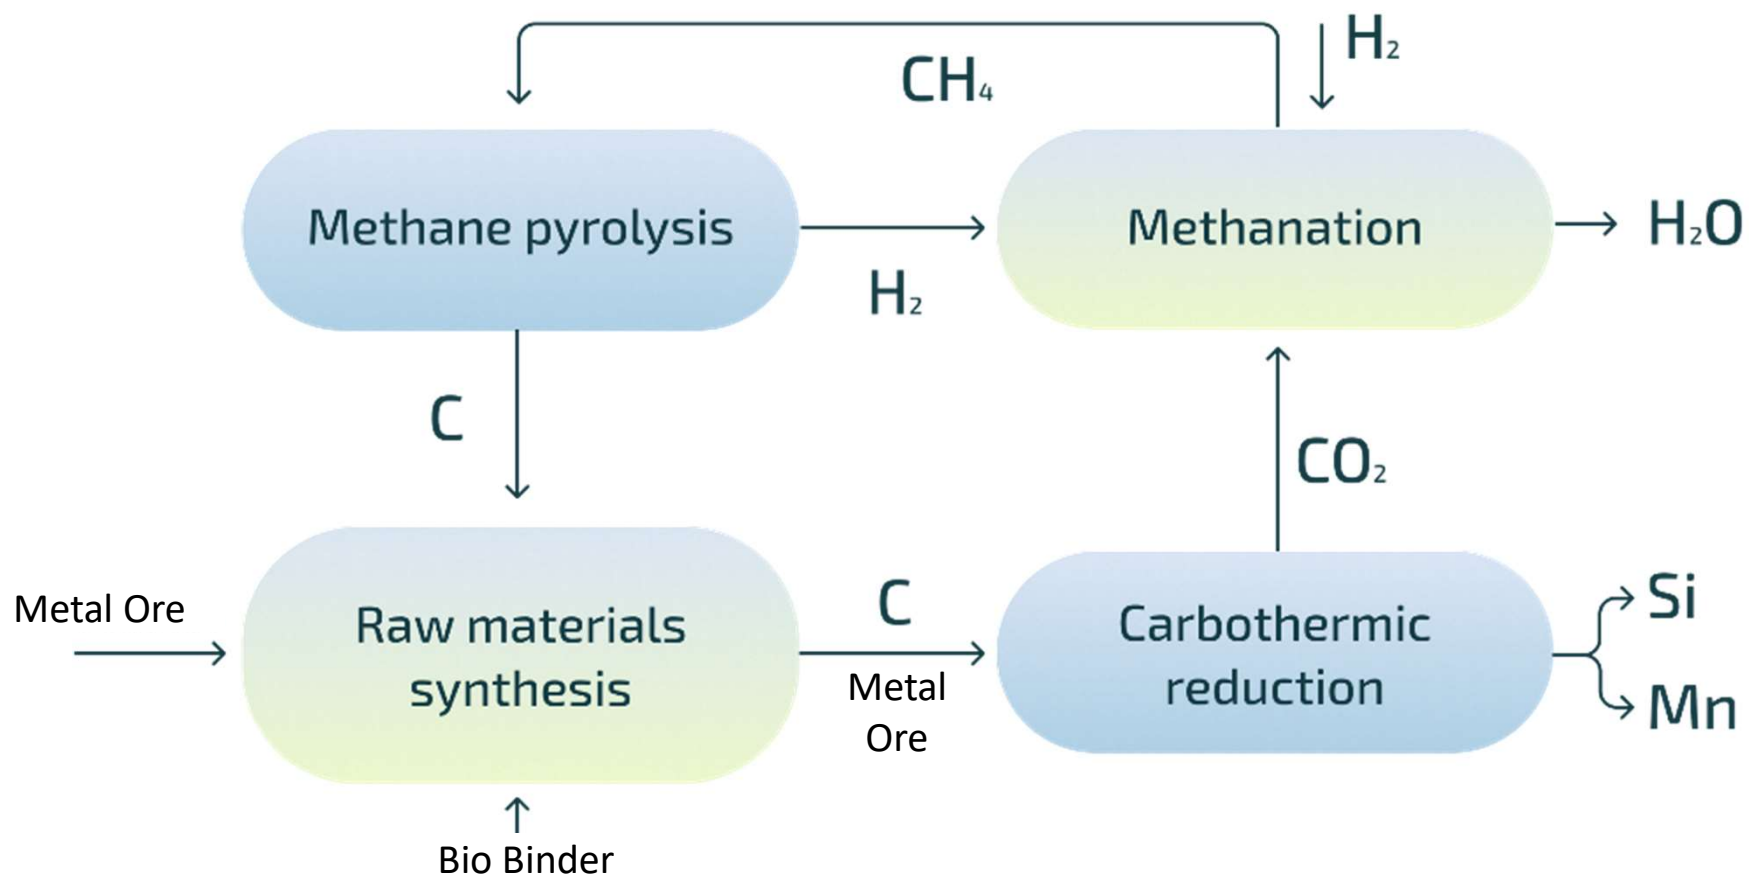 H₂
CH₄
Methane pyrolysis
Methanation
H₂O
H₂
C
CO₂
Metal Ore
Raw materials
synthesis
C
Metal
Ore
Carbothermic
reduction
Si
Mn
Bio Binder